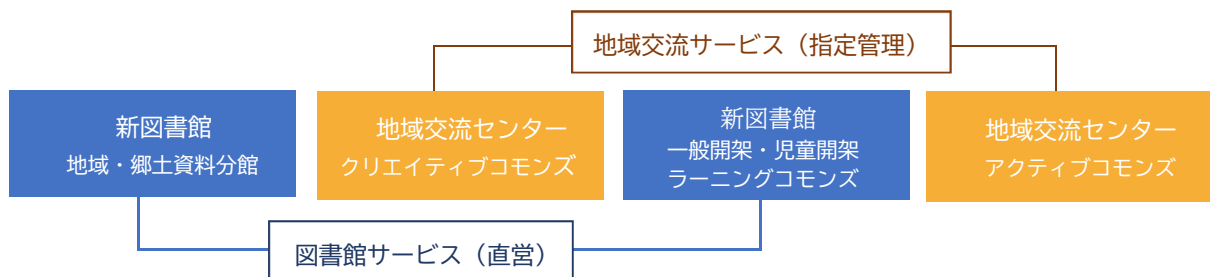 地域交流サービス（指定管理）
新図書館
地域・郷土資料分館
地域交流センター
クリエイティブコモンズ
新図書館
一般開架・児童開架
ラーニングコモンズ
地域交流センター
アクティブコモンズ
図書館サービス（直営）